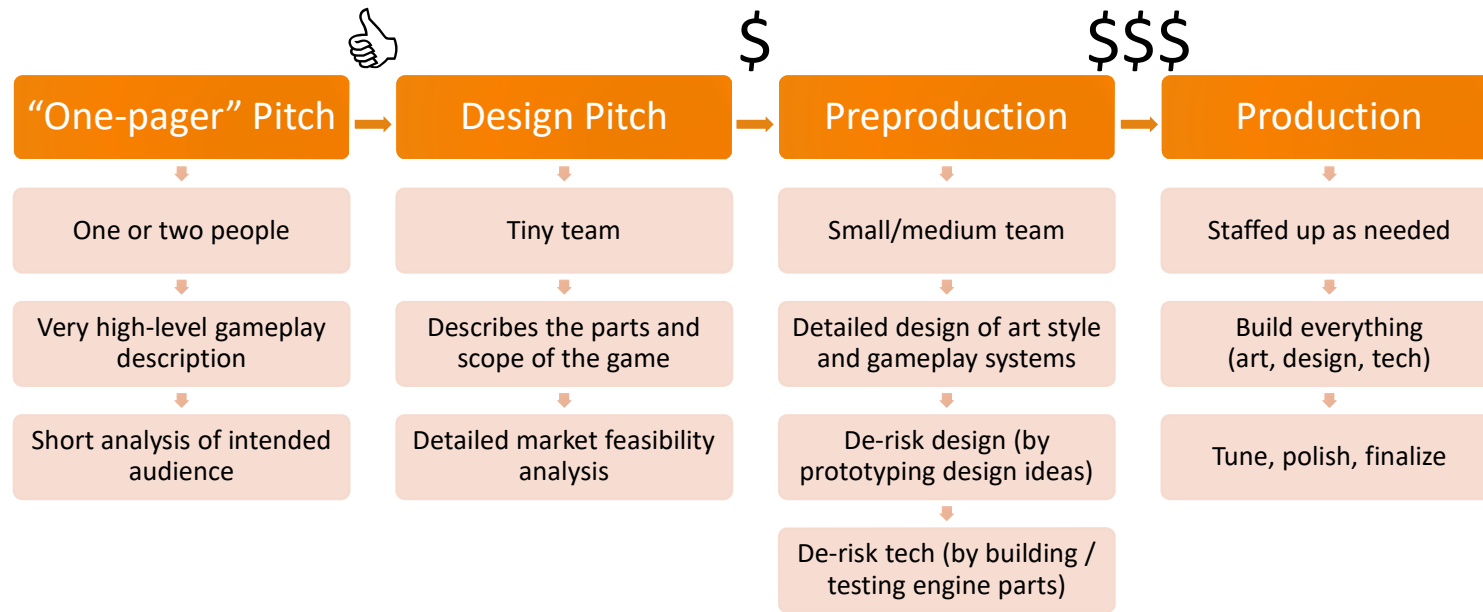 $
$$$
“One-pager” Pitch
Design Pitch
Preproduction
Production
One or two people
Very high-level gameplay
description
Short analysis of intended
audience
Tiny team
Describes the parts and
scope of the game
Detailed market feasibility
analysis
Small/medium team
Detailed design of art style
and gameplay systems
De-risk design (by
prototyping design ideas)
De-risk tech (by building /
testing engine parts)
Staffed up as needed
Build everything
(art, design, tech)
Tune, polish, finalize